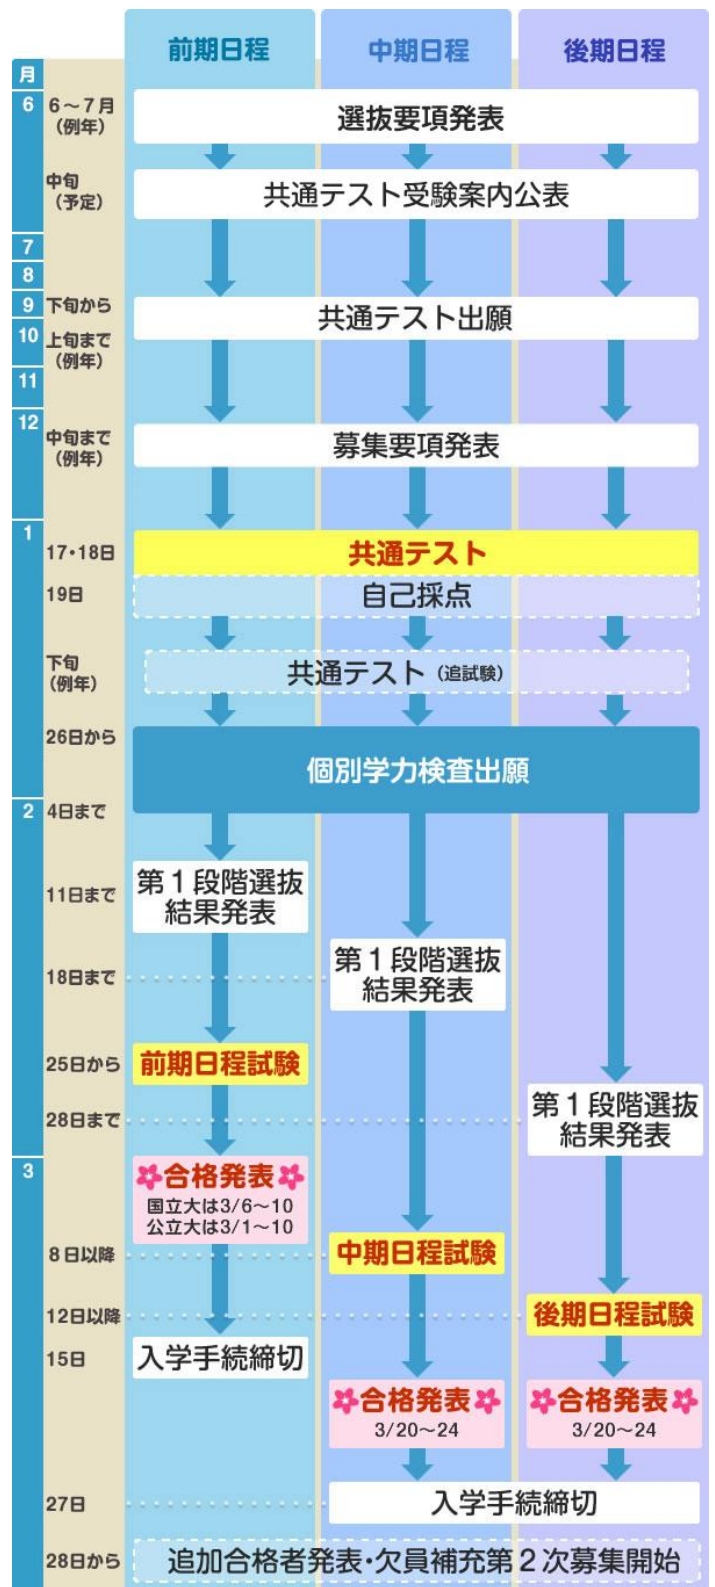 前期日程
中期日程
後期日程
月
6
6～7月
(例年)
選抜要項発表
中旬
(予定)
共通テスト受験案内公表
7
8
9
下旬から
共通テスト出願
10
上旬まで
(例年)
11
12
中旬まで
(例年)
募集要項発表
1
17・18日
共通テスト
19日
自己採点
下旬
(例年)
共通テスト(追試験)
26日から
個別学力検査出願
2
4日まで
11日まで
第1段階選抜
結果発表
18日まで
第1段階選抜
結果発表
25日から
前期日程試験
28日まで
第1段階選抜
結果発表
3
合格発表
国立大は3/6～10
公立大は3/1～10
8日以降
中期日程試験
12日以降
後期日程試験
15日
入学手続締切
合格発表
3/20～24
合格発表
3/20～24
27日
入学手続締切
28日から
追加合格者発表・欠員補充第2次募集開始